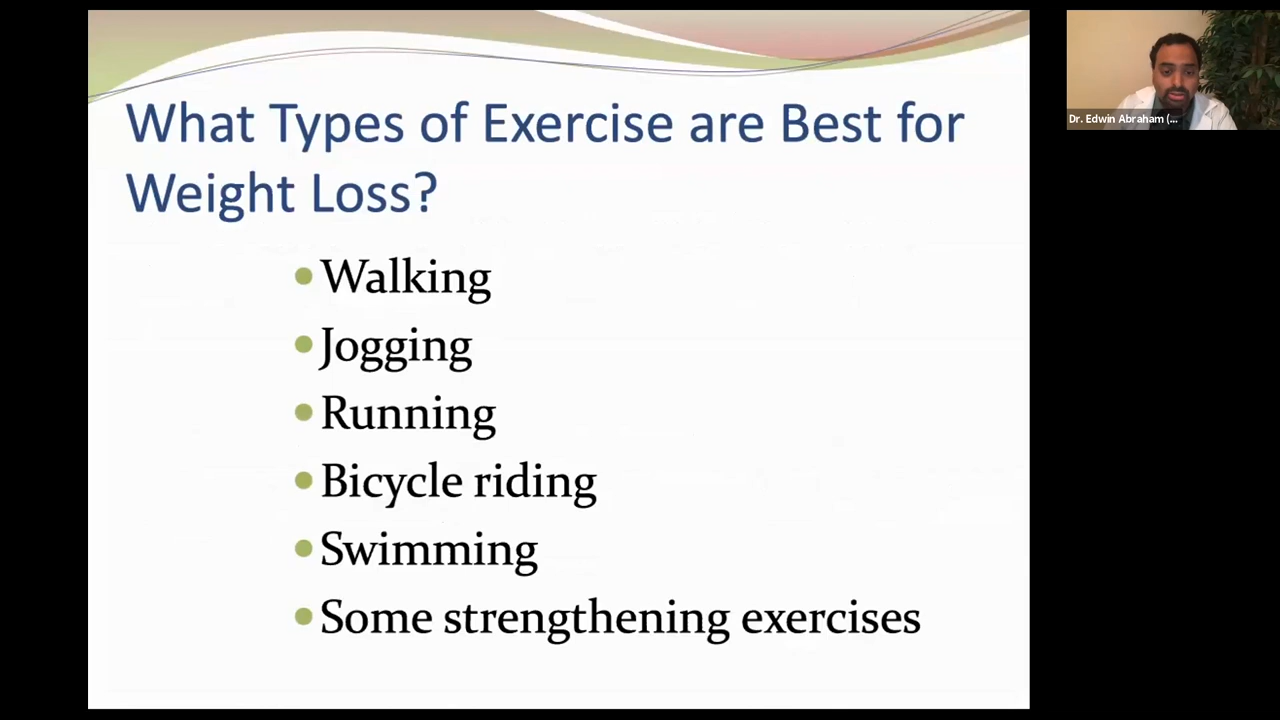 What Types of Exercise are Best for
Weight Loss?
Walking
Jogging
Running
Bicycle riding
Swimming
Some strengthening exercises
Dr. Edwin Abraham (...